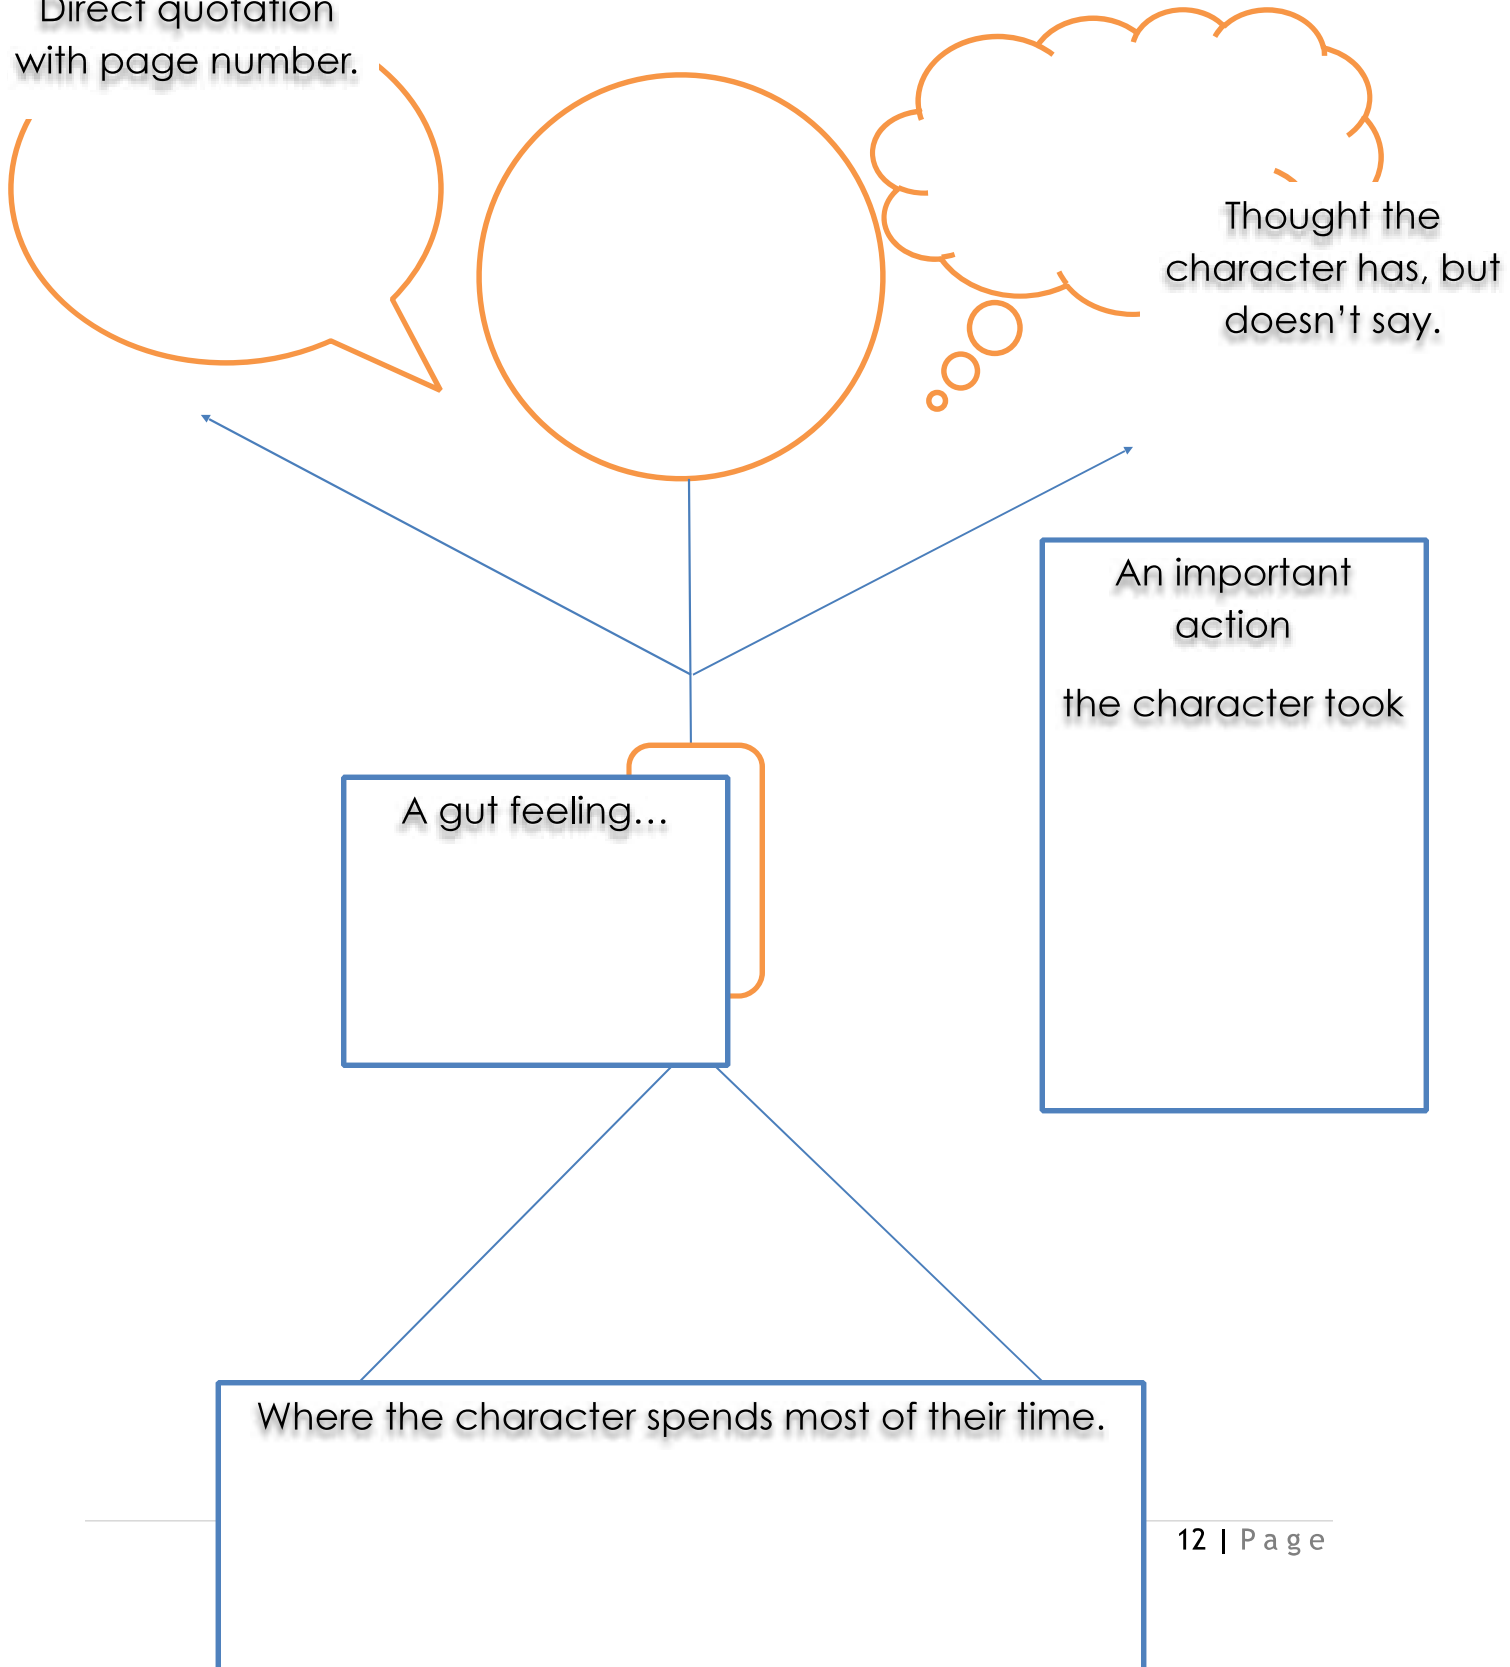 Direct quotation
with page number.
Thought the
character has, but
doesn't say.
An important
action
the character took
A gut feeling...
Where the character spends most of their time.
12 | Page